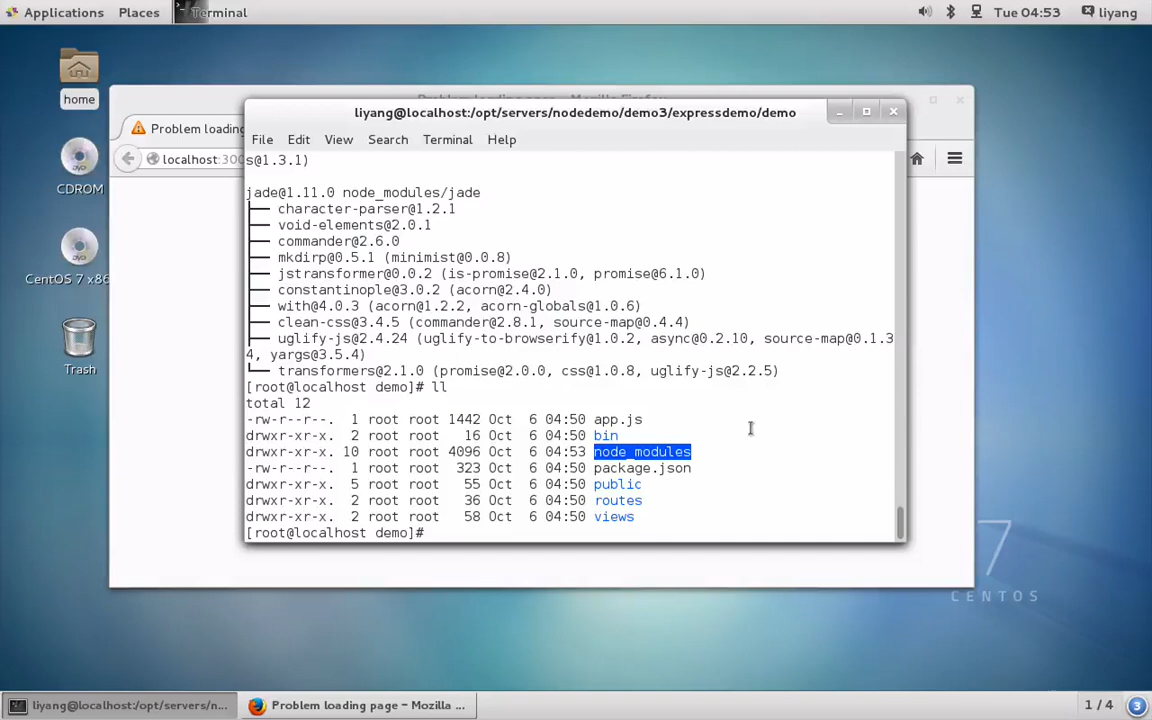 Applications Places Terminal Tue 04:53 liyang
home
Problem loading page - Mozilla Firefox
liyang@localhost:/opt/servers/nodedemo/demo3/expressdemo/demo
Problem loading
File Edit View Search Terminal Help
localhost:300
s@1.3.1)
CDROM
jade@1.11.0 node_modules/jade
├── character-parser@1.2.1
├── void-elements@2.0.1
├── commander@2.6.0
├── mkdirp@0.5.1 (minimist@0.0.8)
├── jstransformer@0.0.2 (is-promise@2.1.0, promise@6.1.0)
CentOS 7 x86
├── constantinople@3.0.2 (acorn@2.4.0)
├── with@4.0.3 (acorn@1.2.2, acorn-globals@1.0.6)
├── clean-css@3.4.5 (commander@2.8.1, source-map@0.4.4)
├── uglify-js@2.4.24 (uglify-to-browserify@1.0.2, async@0.2.10, source-map@0.1.3
4, yargs@3.5.4)
└── transformers@2.1.0 (promise@2.0.0, css@1.0.8, uglify-js@2.2.5)
Trash
[root@localhost demo]# ll
total 12
-rw-r--r--. 1 root root 1442 Oct 6 04:50 app.js
drwxr-xr-x. 2 root root 16 Oct 6 04:50 bin
drwxr-xr-x. 10 root root 4096 Oct 6 04:53 node_modules
-rw-r--r--. 1 root root 323 Oct 6 04:50 package.json
drwxr-xr-x. 5 root root 55 Oct 6 04:50 public
drwxr-xr-x. 2 root root 36 Oct 6 04:50 routes
drwxr-xr-x. 2 root root 58 Oct 6 04:50 views
[root@localhost demo]#
7
CENTOS
liyang@localhost:/opt/servers/n... Problem loading page - Mozilla ... 1 / 4 3